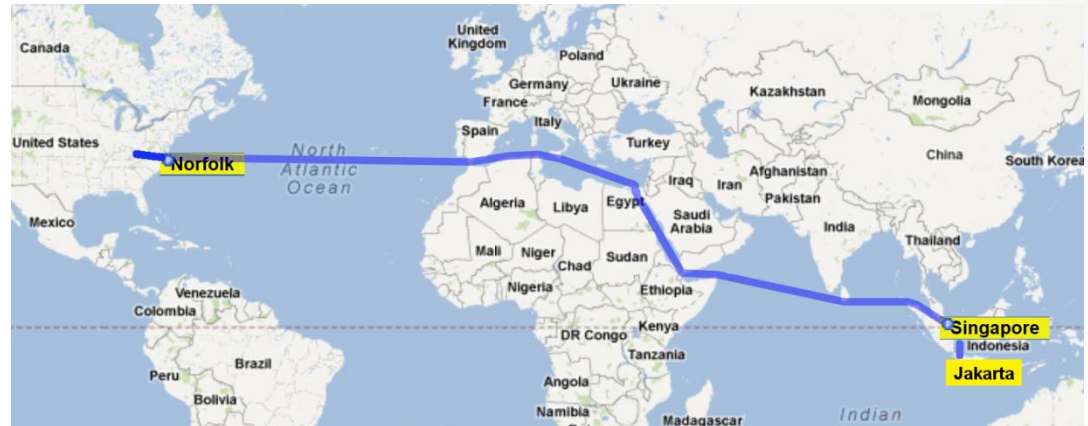 Canada
United
Kingdom
Poland
Germany
Ukraine
France
Kazakhstan
Mongolia
Italy
Spain
United States
North
Atlantic
Ocean
Turkey
China
South Korea
Norfolk
Iraq
Iran
Afghanistan
Pakistan
Algeria
Libya
Egypt
Saudi
Arabia
Mexico
India
Mali
Niger
Chad
Sudan
Thailand
Nigeria
Ethiopia
Venezuela
Colombia
DR Congo
Kenya
Singapore
Indonesia
Tanzania
Peru
Brazil
Jakarta
Angola
Bolivia
Namibia
Madagascar
Indian